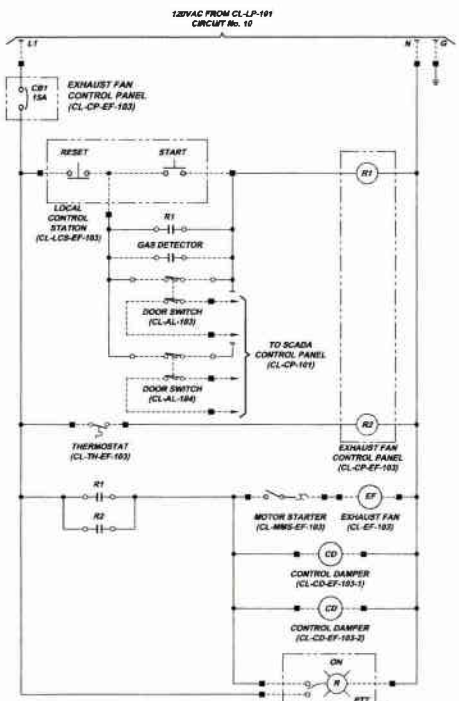 120VAC FROM CL-LP-101
CIRCUIT No. 10
L1
N
G
CB1
15A
EXHAUST FAN
CONTROL PANEL
(CL-CP-EF-103)
RESET
START
R1
LOCAL
CONTROL
STATION
(CL-LCS-EF-103)
R1
GAS DETECTOR
DOOR SWITCH
(CL-AL-103)
TO SCADA
CONTROL PANEL
(CL-CP-101)
DOOR SWITCH
(CL-AL-104)
R2
THERMOSTAT
(CL-TH-EF-103)
EXHAUST FAN
CONTROL PANEL
(CL-CP-EF-103)
R1
R2
EF
MOTOR STARTER
(CL-MMS-EF-103)
EXHAUST FAN
(CL-EF-103)
CD
CONTROL DAMPER
(CL-CD-EF-103-1)
CD
CONTROL DAMPER
(CL-CD-EF-103-2)
ON
R
PTT